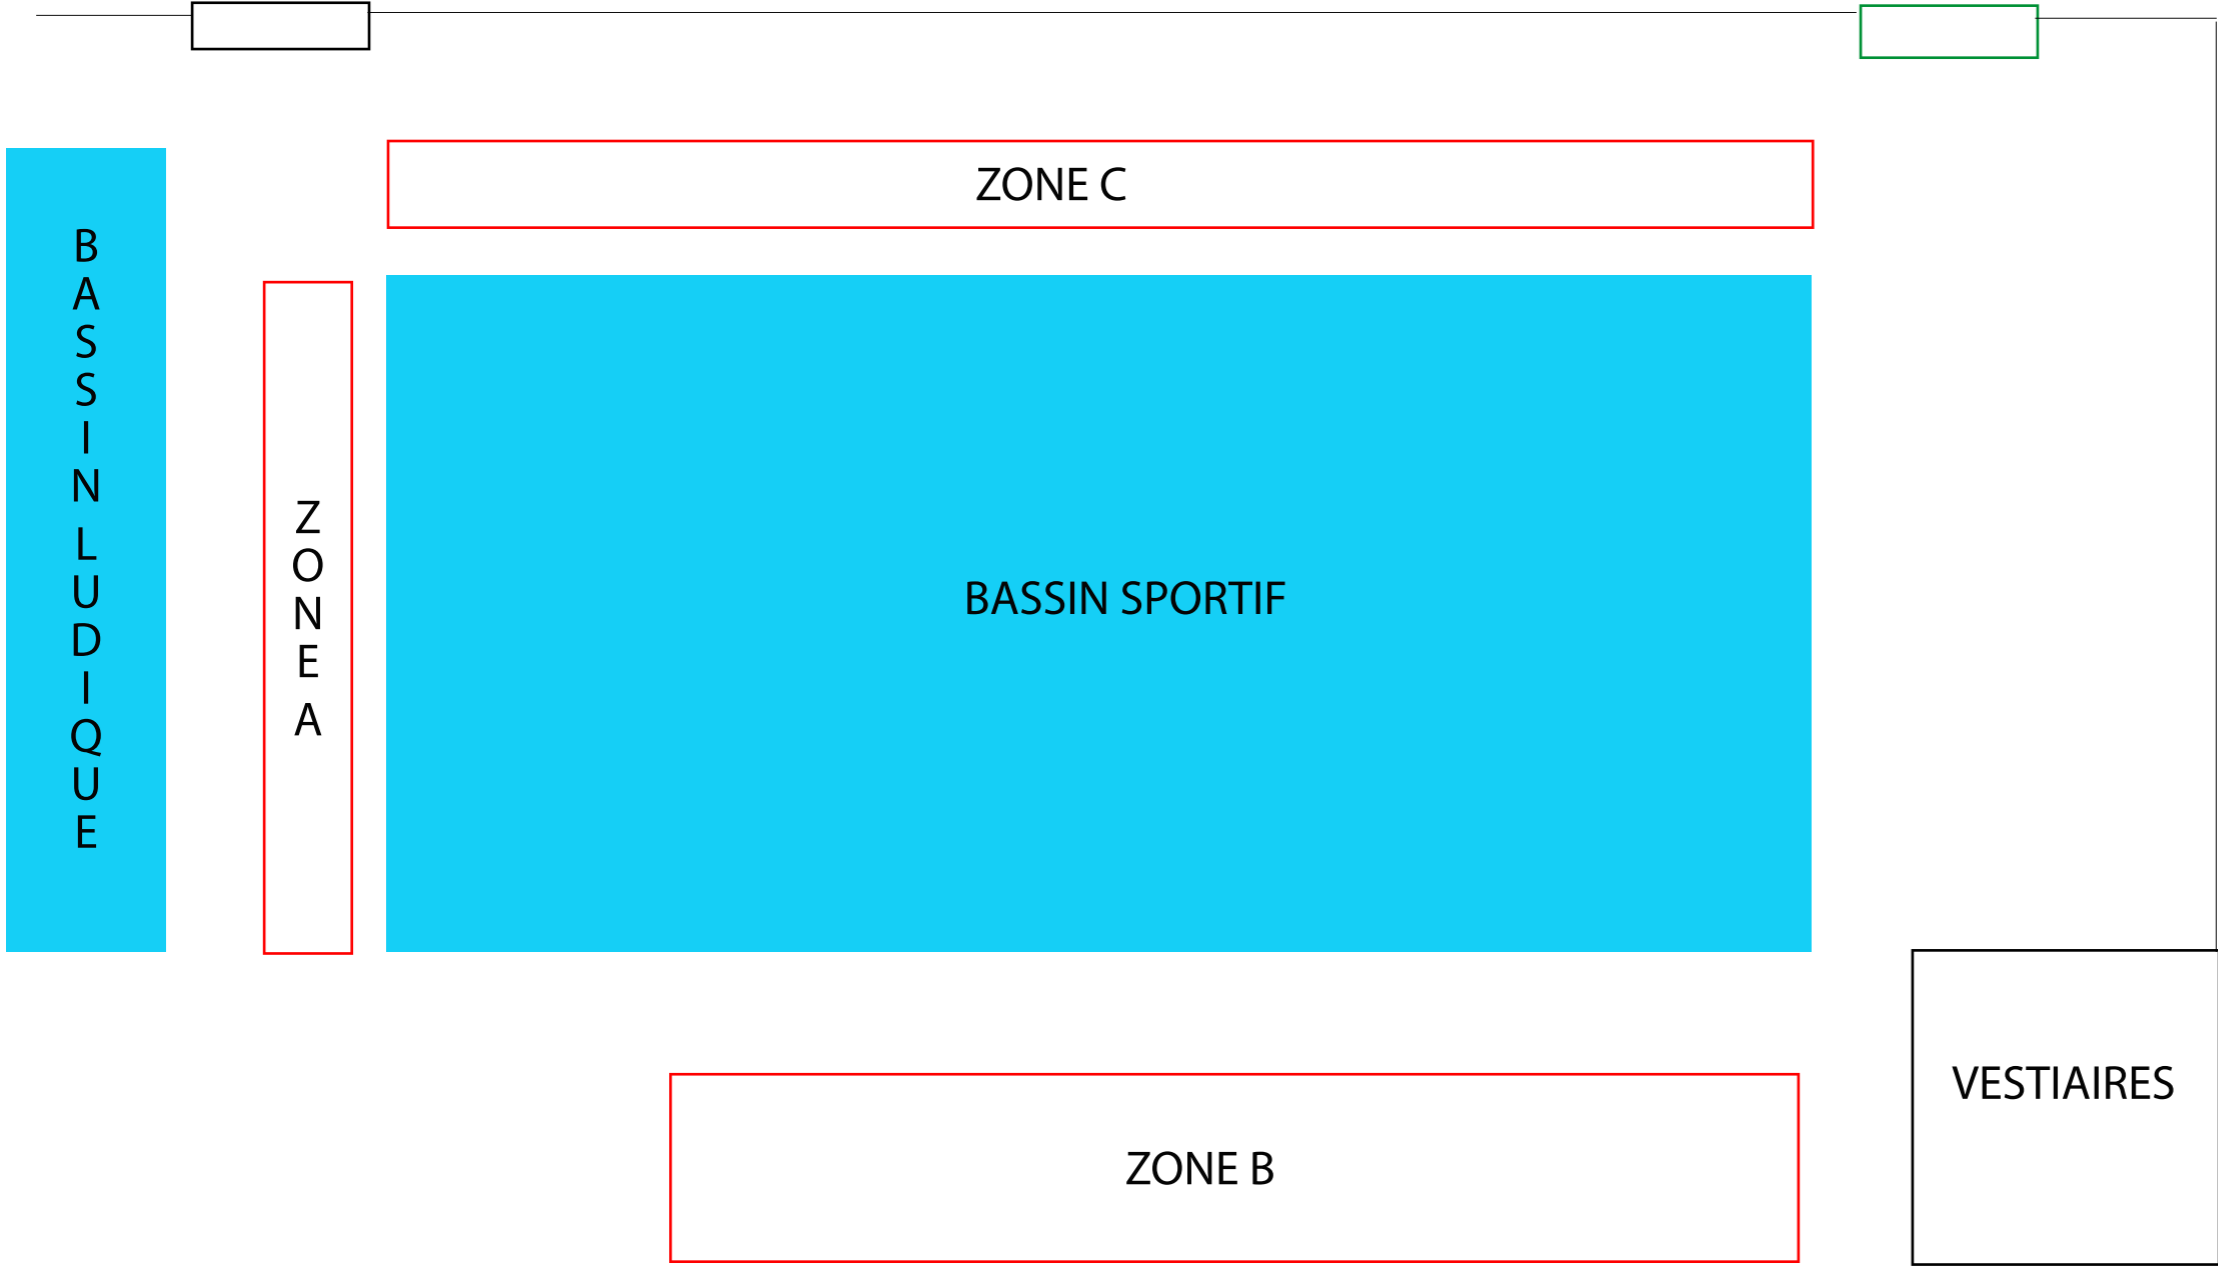 ZONE C
BASSIN LUDIQUE
ZONE A
BASSIN SPORTIF
VESTIAIRES
ZONE B